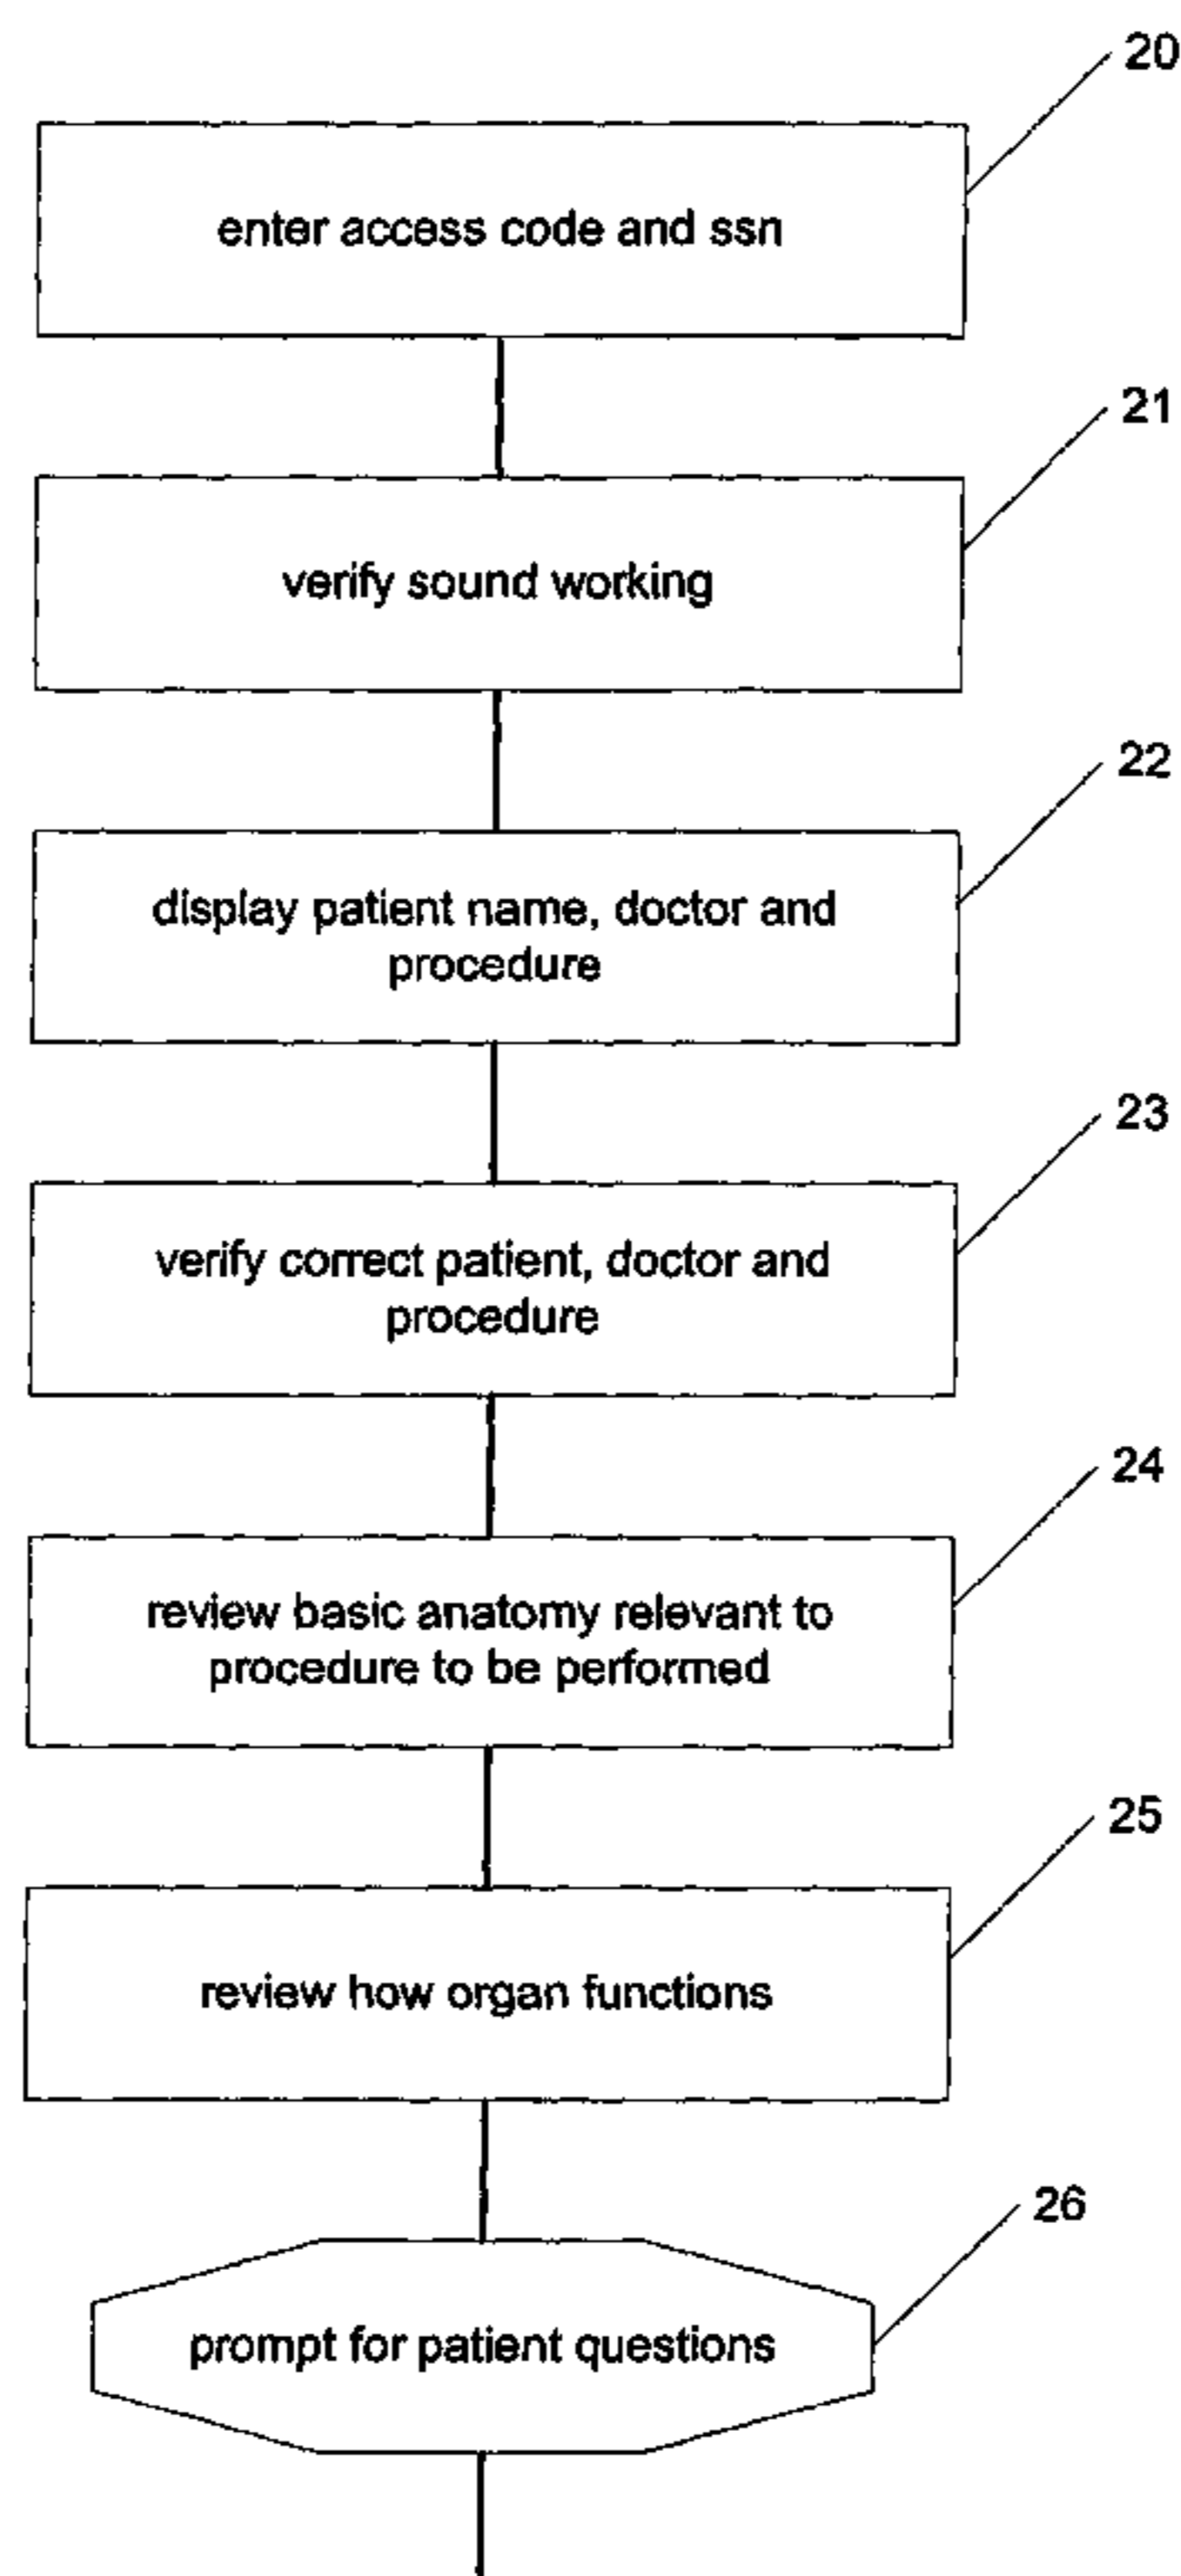 20
enter access code and ssn
21
verify sound working
22
display patient name, doctor and
procedure
23
verify correct patient, doctor and
procedure
24
review basic anatomy relevant to
procedure to be performed
25
review how organ functions
26
prompt for patient questions